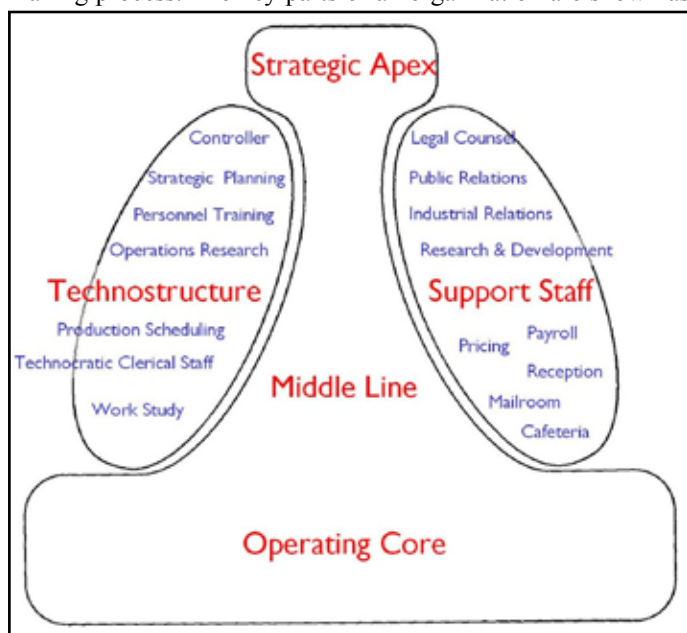 Strategic Apex
Controller
Strategic Planning
Personnel Training
Operations Research
Technostructure
Production Scheduling
Technocratic Clerical Staff
Work Study
Legal Counsel
Public Relations
Industrial Relations
Research & Development
Support Staff
Pricing
Payroll
Reception
Mailroom
Cafeteria
Middle Line
Operating Core